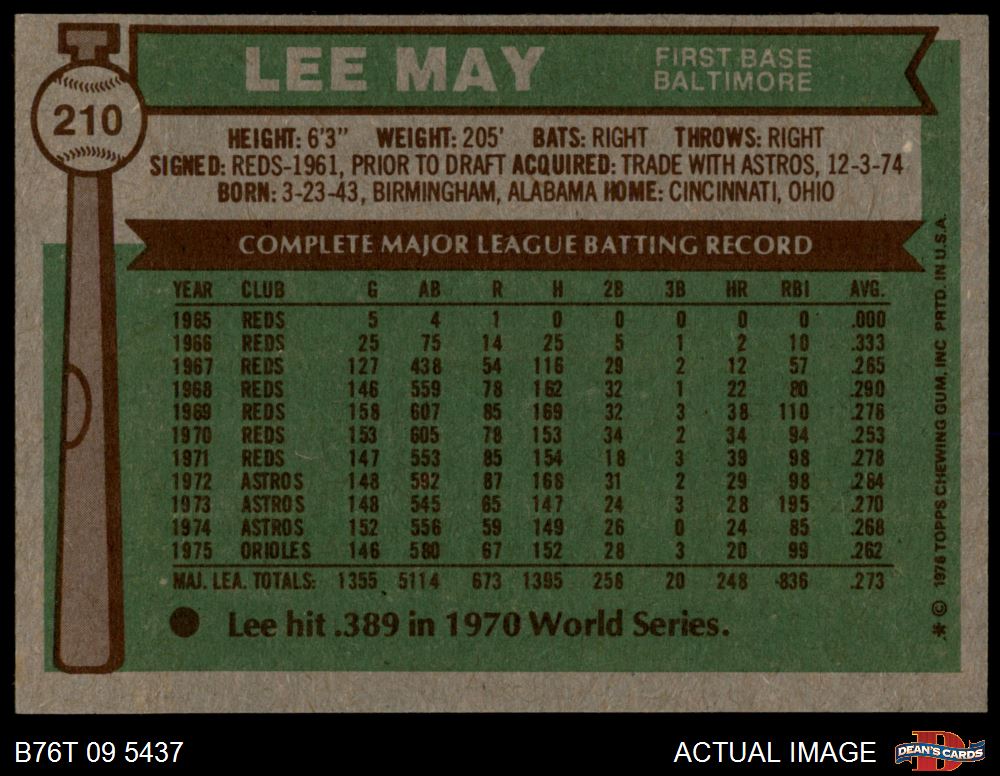 LEE MAY
FIRST BASE
BALTIMORE
210
HEIGHT: 6'3" WEIGHT: 205' BATS: RIGHT THROWS: RIGHT
SIGNED: REDS-1961, PRIOR TO DRAFT ACQUIRED: TRADE WITH ASTROS, 12-3-74
BORN: 3-23-43, BIRMINGHAM, ALABAMA HOME: CINCINNATI, OHIO
COMPLETE MAJOR LEAGUE BATTING RECORD
YEAR CLUB G AB R H 2B 3B HR RBI AVG.
1965 REDS 5 4 1 0 0 0 0 0 .000
1966 REDS 25 75 14 25 5 1 2 10 .333
1967 REDS 127 438 54 116 29 2 12 57 .265
1968 REDS 146 559 78 162 32 1 22 80 .290
1969 REDS 158 607 85 169 32 3 38 110 .278
1970 REDS 153 605 78 153 34 2 34 94 .253
1971 REDS 147 553 85 154 18 3 39 98 .278
1972 ASTROS 148 592 87 168 31 2 29 98 .284
1973 ASTROS 148 545 65 147 24 3 28 195 .270
1974 ASTROS 152 556 59 149 26 0 24 85 .268
1975 ORIOLES 146 580 67 152 28 3 20 99 .262
MAJ. LEA. TOTALS: 1355 5114 673 1395 258 20 248 -836 .273
Lee hit .389 in 1970 World Series.
* © 1976 TOPPS CHEWING GUM, INC PRTD. IN U.S.A.
B76T 09 5437
ACTUAL IMAGE
DEAN'S CARDS